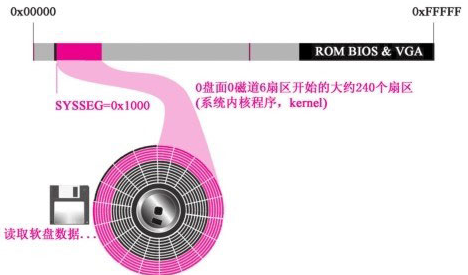 0x00000
0xFFFFF
ROM BIOS & VGA
SYSSEG=0x1000
0盘面0磁道6扇区开始的大约240个扇区
(系统内核程序，kernel)
读取软盘数据...